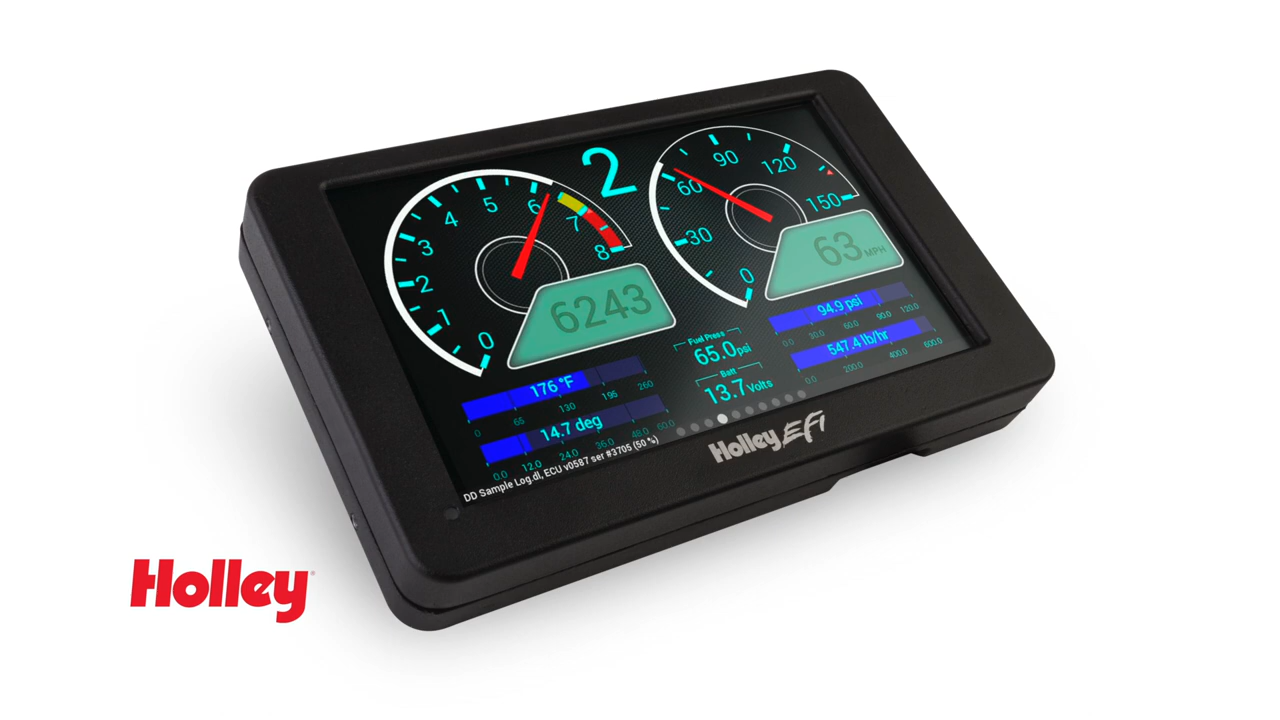 2
0
1
2
3
4
5
6
7
8
6243
0
30
60
90
120
150
63 MPH
176 °F
0 65 130 195 260
14.7 deg
0.0 12.0 24.0 36.0 48.0 60.0
Fuel Press
65.0psi
Batt
13.7Volts
94.9 psi
0.0 30.0 60.0 90.0 120.0
547.4 lb/hr
0.0 200.0 400.0 600.0
DD Sample Log.dl, ECU v0587 ser #3705 (50 %)
Holley EFi
Holley®